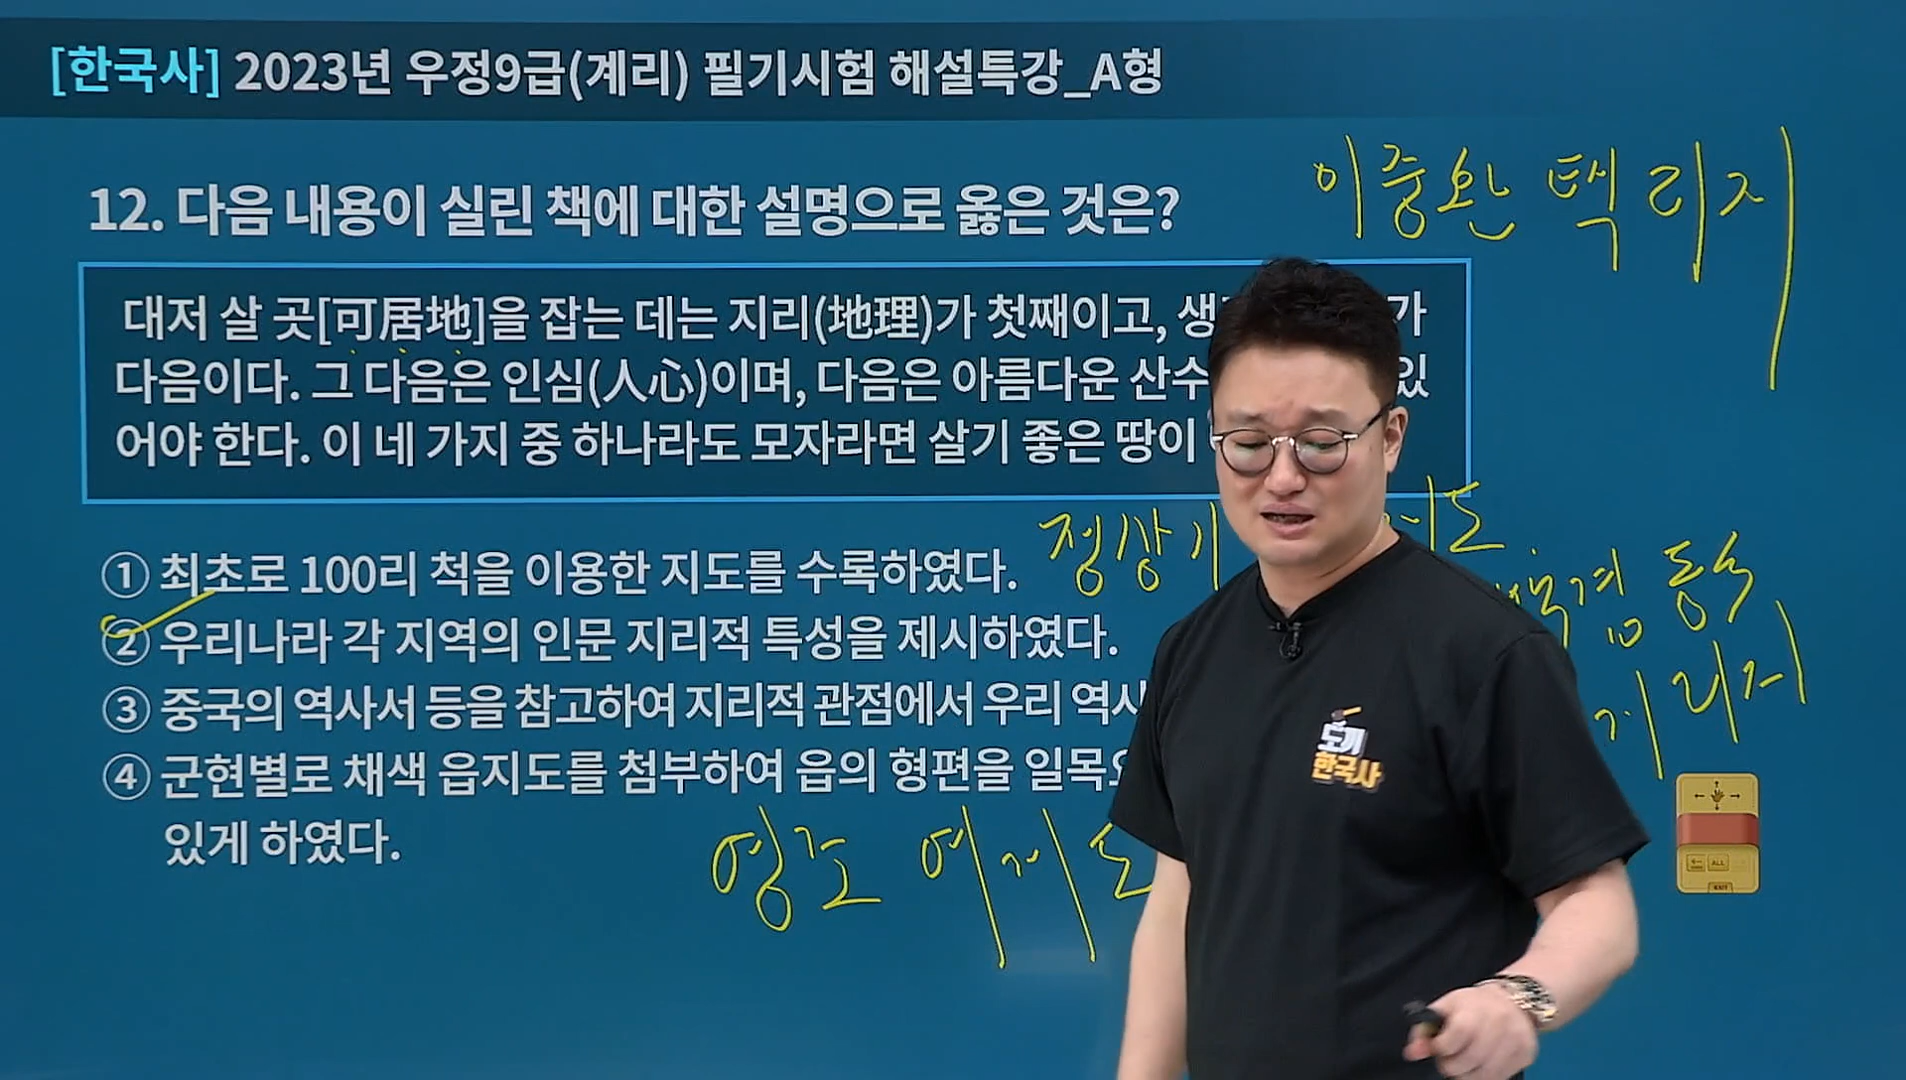 [한국사] 2023년 우정9급(계리) 필기시험 해설특강_A형
이중환 택리지
12. 다음 내용이 실린 책에 대한 설명으로 옳은 것은?
대저 살 곳[可居地]을 잡는 데는 지리(地理)가 첫째이고, 가
다음이다. 그 다음은 인심(人心)이며, 다음은 아름다운 산수 있
어야 한다. 이 네 가지 중 하나라도 모자라면 살기 좋은 땅이
① 최초로 100리 척을 이용한 지도를 수록하였다.
정상기
② 우리나라 각 지역의 인문 지리적 특성을 제시하였다.
③ 중국의 역사서 등을 참고하여 지리적 관점에서 우리 역사
동국
지리지
④ 군현별로 채색 읍지도를 첨부하여 읍의 형편을
있게 하였다.
영조 여지도
도끼
한국사
ALL
EXIT